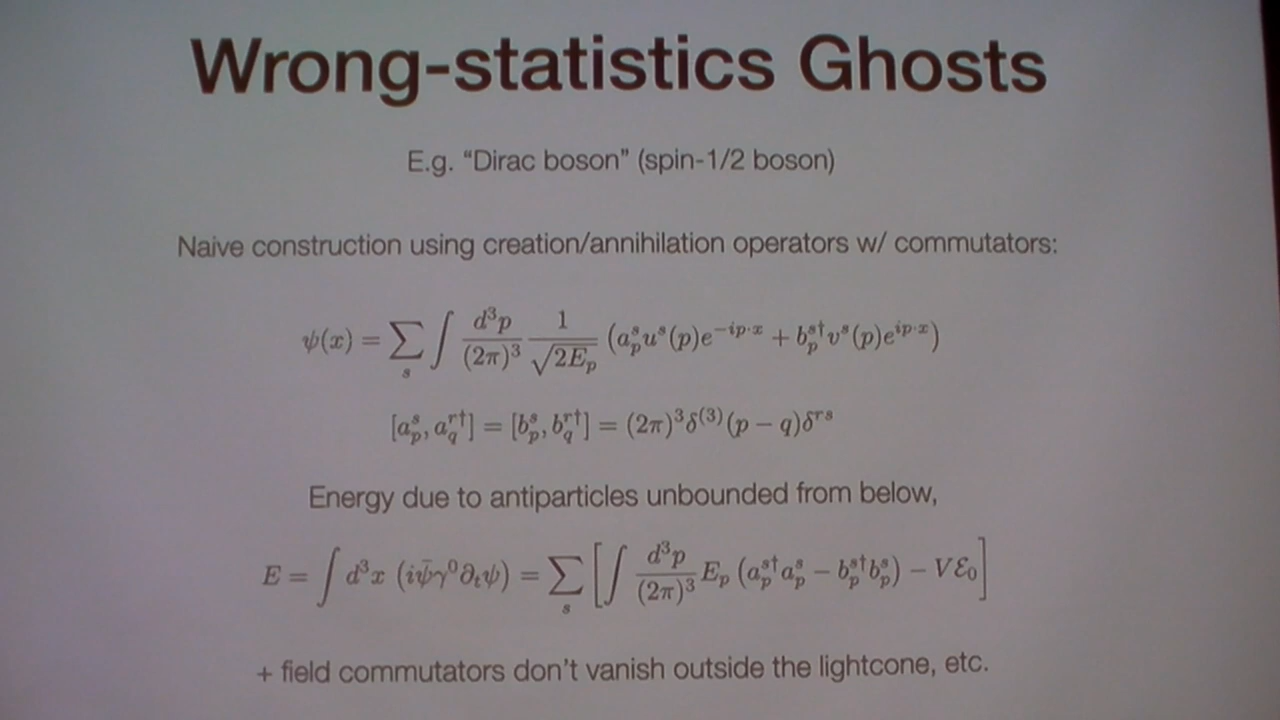 Wrong-statistics Ghosts
E.g. “Dirac boson” (spin-1/2 boson)
Naive construction using creation/annihilation operators w/ commutators:
ψ(x) = ∑_s ∫ d³p/(2π)³ 1/√(2E_p) (a_p^s u^s(p)e^{-ip·x} + b_p^{s†} v^s(p)e^{ip·x})
[a_p^s, a_q^{r†}] = [b_p^s, b_q^{r†}] = (2π)³δ^{(3)}(p − q)δ^{rs}
Energy due to antiparticles unbounded from below,
E = ∫ d³x (iψ̄γ⁰∂_tψ) = ∑_s [∫ d³p/(2π)³ E_p (a_p^{s†}a_p^s − b_p^{s†}b_p^s) − Vℰ₀]
+ field commutators don’t vanish outside the lightcone, etc.